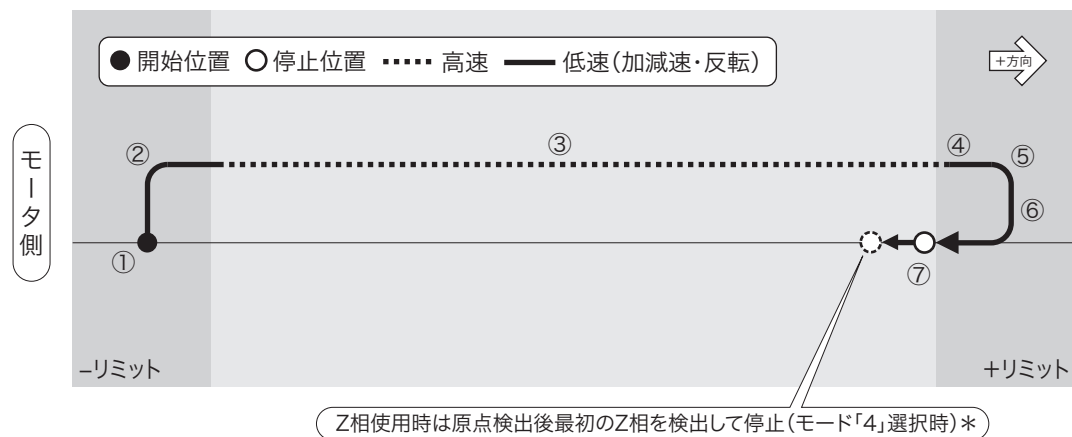 ●開始位置 ○停止位置 ▪▪▪▪▪▪ 高速 ━━ 低速(加減速・反転)
+方向
モータ側
②
③
④
⑤
⑥
①
⑦
−リミット
+リミット
Z相使用時は原点検出後最初のZ相を検出して停止(モード「4」選択時)＊